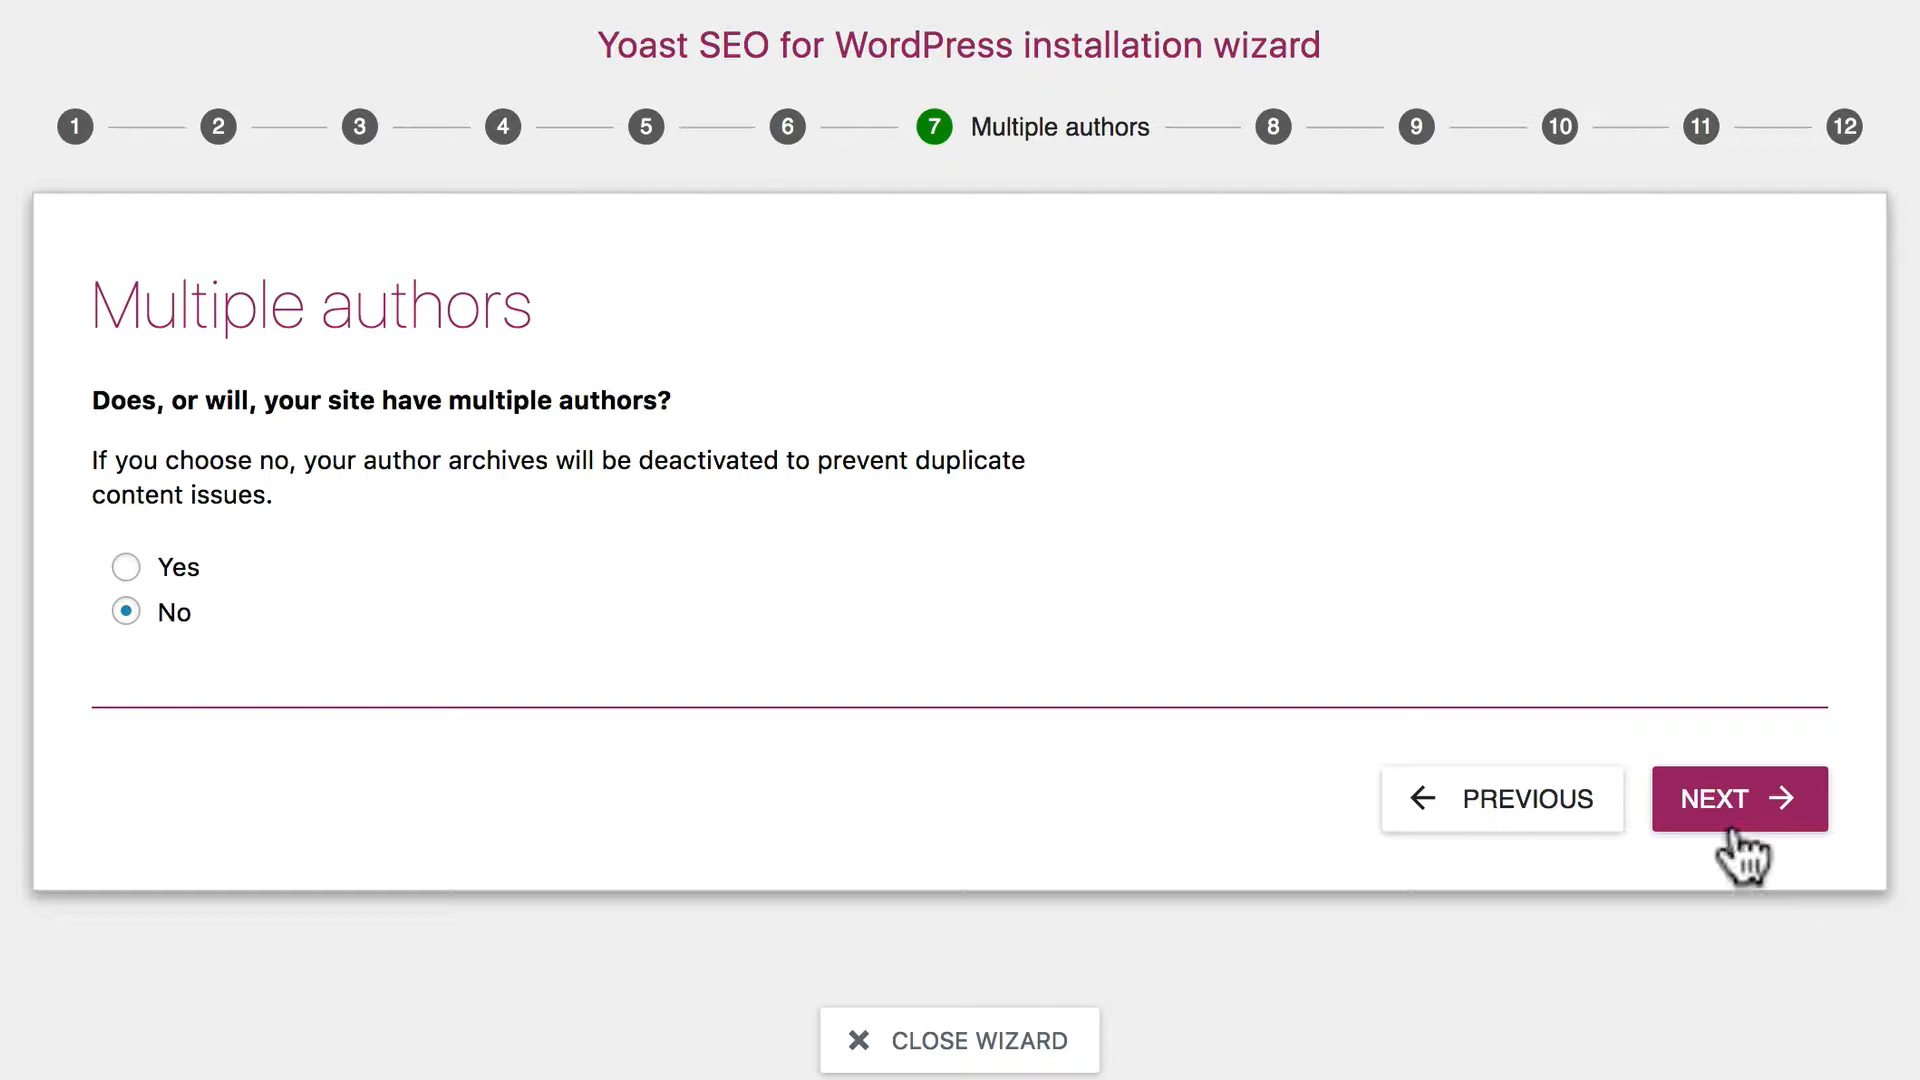 Yoast SEO for WordPress installation wizard
1 2 3 4 5 6 7 Multiple authors 8 9 10 11 12
Multiple authors
Does, or will, your site have multiple authors?
If you choose no, your author archives will be deactivated to prevent duplicate
content issues.
Yes
No
PREVIOUS
NEXT
CLOSE WIZARD